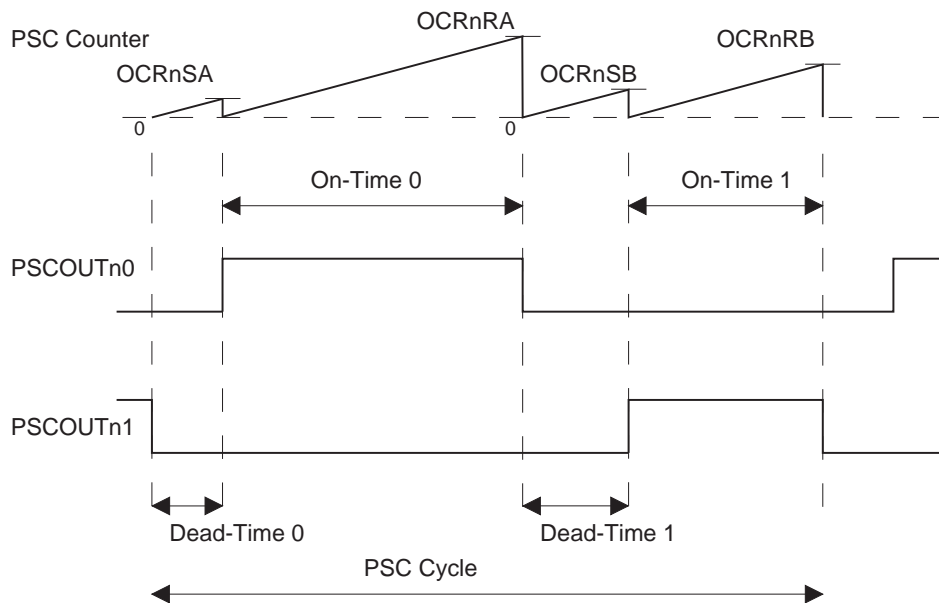 OCRnRA
PSC Counter
OCRnRB
OCRnSA
OCRnSB
0
0
On-Time 0
On-Time 1
PSCOUTn0
PSCOUTn1
Dead-Time 0
Dead-Time 1
PSC Cycle